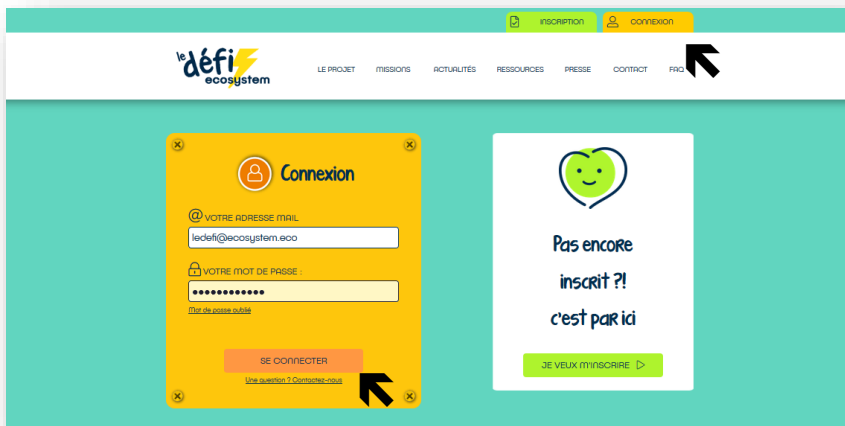 INSCRIPTION
CONNEXION
le défi
ecosystem
LE PROJET MISSIONS ACTUALITÉS RESSOURCES PRESSE CONTACT FAQ
Connexion
@ VOTRE ADRESSE MAIL
ledefi@ecosystem.eco
VOTRE MOT DE PASSE :
••••••••••••
Mot de passe oublié
SE CONNECTER
Une question ? Contactez-nous
Pas encore
inscrit ?!
c'est par ici
JE VEUX M'INSCRIRE